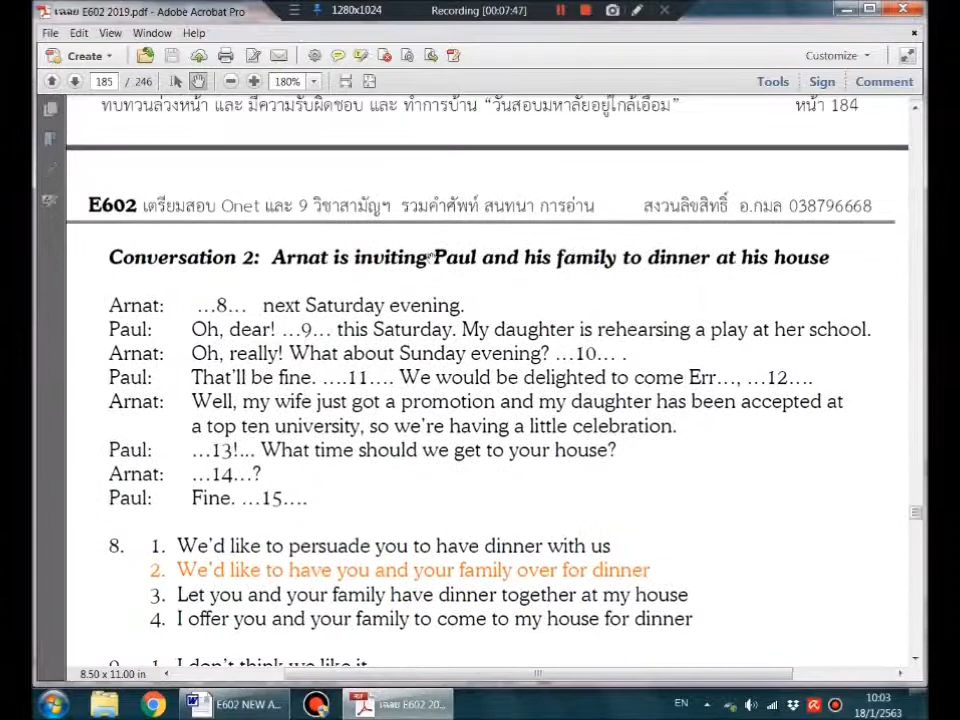 เฉลย E602 2019.pdf - Adobe Acrobat Pro
1280x1024
Recording [00:07:47]
File Edit View Window Help
Create
Customize
185 / 246
180%
Tools Sign Comment
ทบทวนล่วงหน้า และ มีความรับผิดชอบ และ ทำการบ้าน “วันสอบมหาลัยอยู่ใกล้เอื้อม” หน้า 184
E602 เตรียมสอบ Onet และ 9 วิชาสามัญฯ รวมคำศัพท์ สนทนา การอ่าน สงวนลิขสิทธิ์ อ.กมล 038796668
Conversation 2: Arnat is inviting Paul and his family to dinner at his house
Arnat: …8… next Saturday evening.
Paul: Oh, dear! …9… this Saturday. My daughter is rehearsing a play at her school.
Arnat: Oh, really! What about Sunday evening? …10… .
Paul: That’ll be fine. ….11…. We would be delighted to come Err…, …12….
Arnat: Well, my wife just got a promotion and my daughter has been accepted at
a top ten university, so we’re having a little celebration.
Paul: …13!... What time should we get to your house?
Arnat: …14…?
Paul: Fine. …15….
8. 1. We’d like to persuade you to have dinner with us
2. We’d like to have you and your family over for dinner
3. Let you and your family have dinner together at my house
4. I offer you and your family to come to my house for dinner
9. 1. I don’t think we like it
8.50 x 11.00 in
E602 NEW A...
เฉลย E602 20...
EN
10:03
18/1/2563